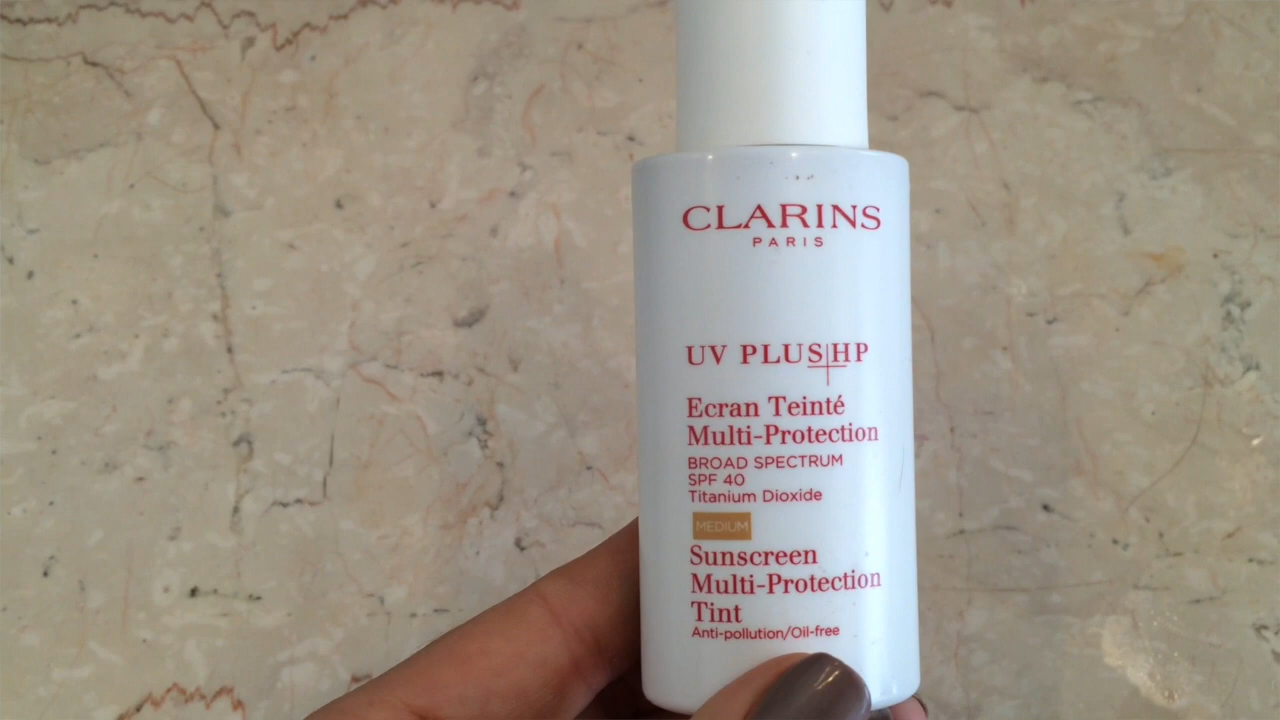 CLARINS
PARIS
UV PLUS HP
Ecran Teinté
Multi-Protection
BROAD SPECTRUM
SPF 40
Titanium Dioxide
MEDIUM
Sunscreen
Multi-Protection
Tint
Anti-pollution/Oil-free